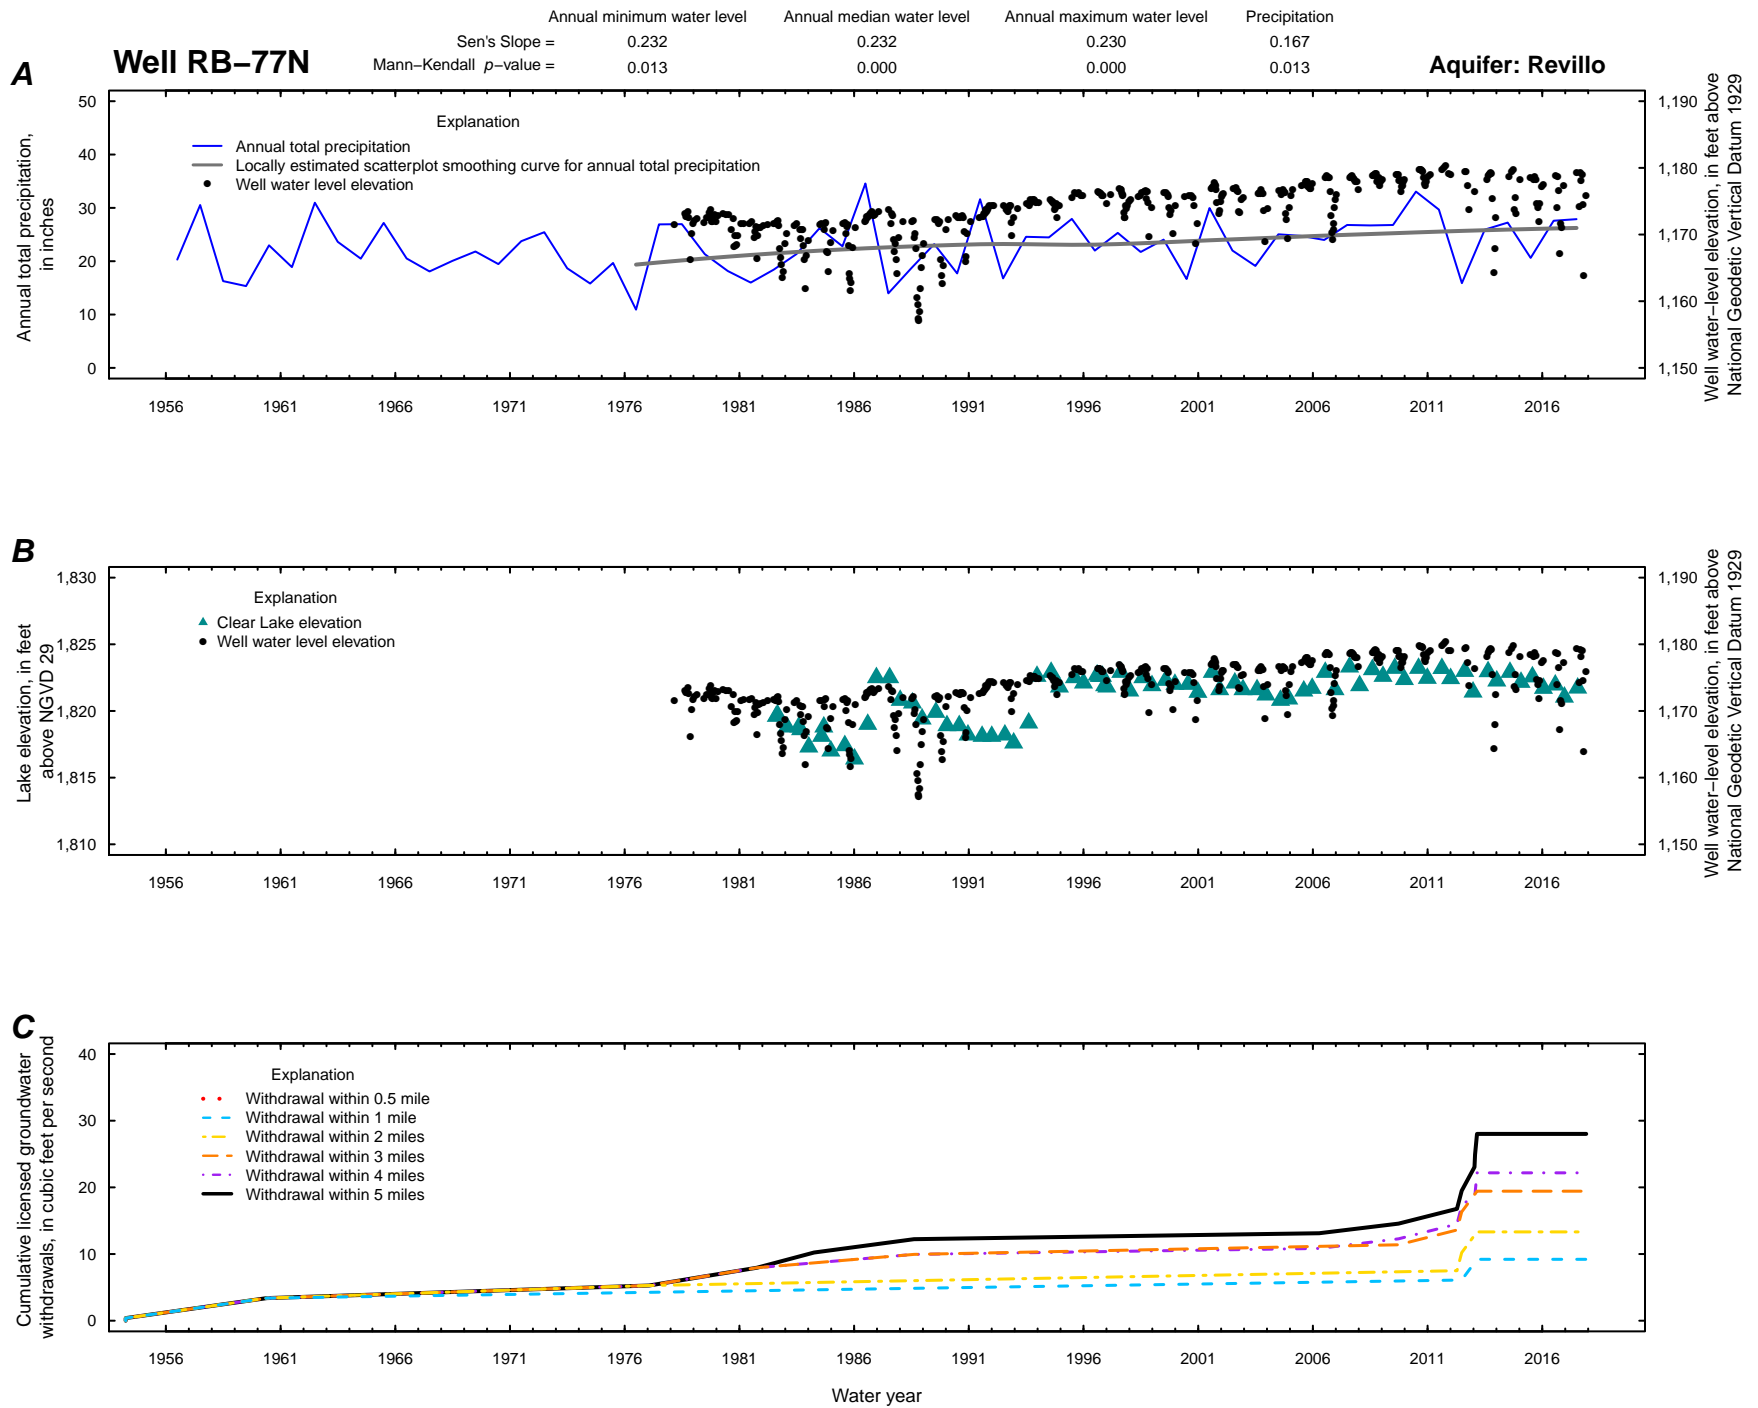 Annual minimum water level Annual median water level Annual maximum water level Precipitation
Sen's Slope = 0.232 0.232 0.230 0.167
Mann−Kendall p−value = 0.013 0.000 0.000 0.013
Well RB−77N
Aquifer: Revillo
A
Annual total precipitation,
in inches
50
40
30
20
10
0
Explanation
Annual total precipitation
Locally estimated scatterplot smoothing curve for annual total precipitation
Well water level elevation
1,190
1,180
1,170
1,160
1,150
Well water−level elevation, in feet above
National Geodetic Vertical Datum 1929
1956 1961 1966 1971 1976 1981 1986 1991 1996 2001 2006 2011 2016
B
Lake elevation, in feet
above NGVD 29
1,830
1,825
1,820
1,815
1,810
Explanation
Clear Lake elevation
Well water level elevation
1,190
1,180
1,170
1,160
1,150
Well water−level elevation, in feet above
National Geodetic Vertical Datum 1929
1956 1961 1966 1971 1976 1981 1986 1991 1996 2001 2006 2011 2016
C
Cumulative licensed groundwater
withdrawals, in cubic feet per second
40
30
20
10
0
Explanation
Withdrawal within 0.5 mile
Withdrawal within 1 mile
Withdrawal within 2 miles
Withdrawal within 3 miles
Withdrawal within 4 miles
Withdrawal within 5 miles
1956 1961 1966 1971 1976 1981 1986 1991 1996 2001 2006 2011 2016
Water year